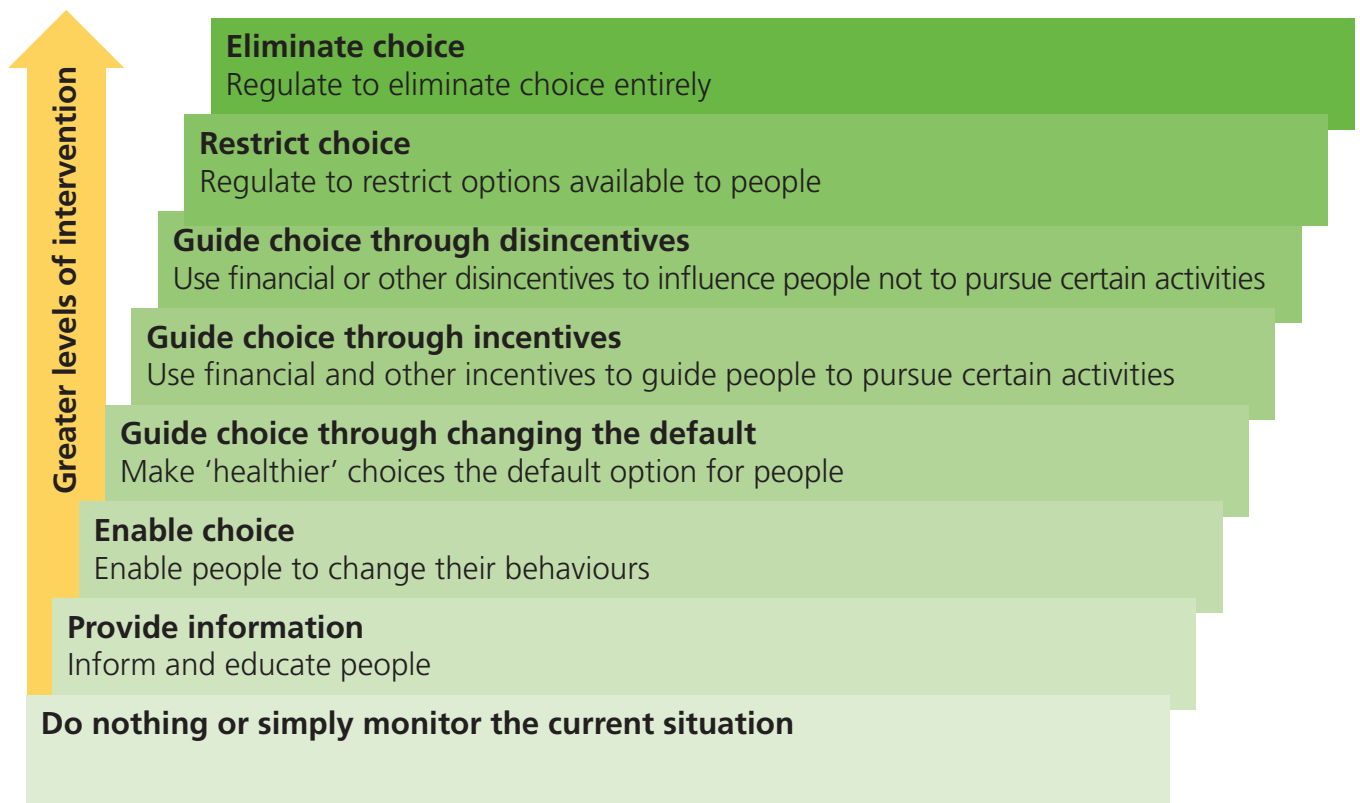 Greater levels of intervention
Eliminate choice
Regulate to eliminate choice entirely
Restrict choice
Regulate to restrict options available to people
Guide choice through disincentives
Use financial or other disincentives to influence people not to pursue certain activities
Guide choice through incentives
Use financial and other incentives to guide people to pursue certain activities
Guide choice through changing the default
Make ‘healthier’ choices the default option for people
Enable choice
Enable people to change their behaviours
Provide information
Inform and educate people
Do nothing or simply monitor the current situation